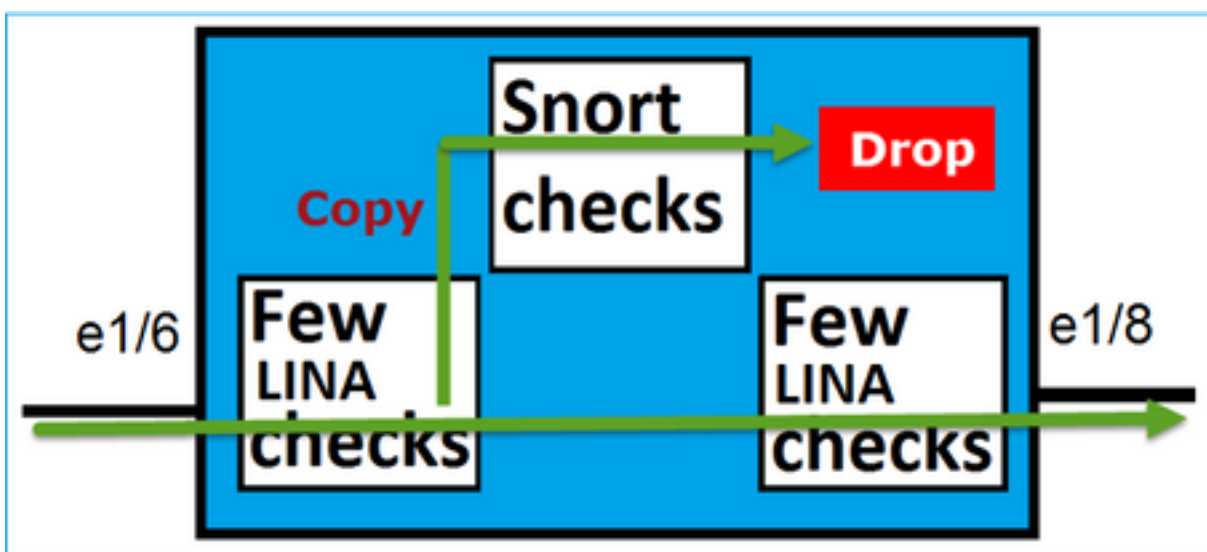 Snort
checks
Drop
Copy
e1/6
Few
LINA
checks
Few
LINA
checks
e1/8